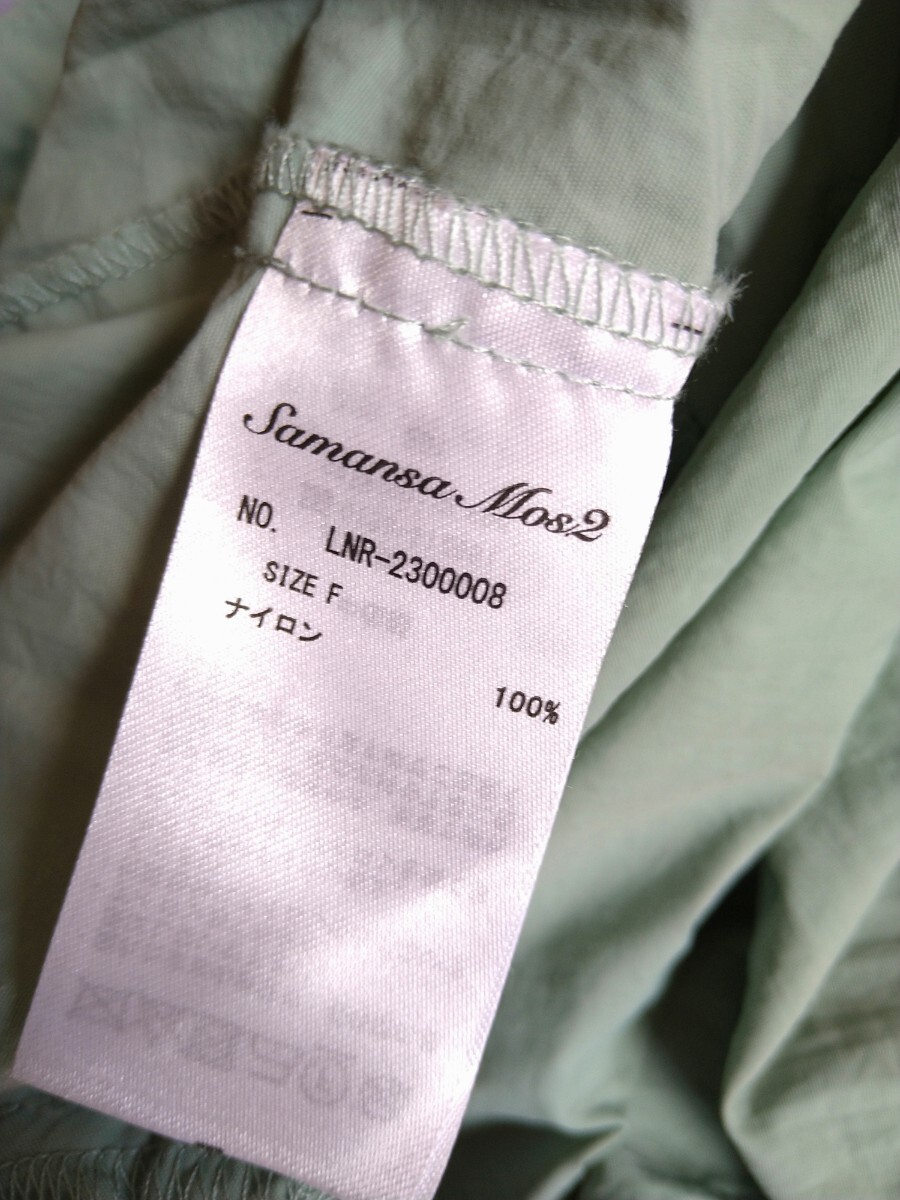 Samansa Mos2
NO. LNR-2300008
SIZE F
ナイロン
100%